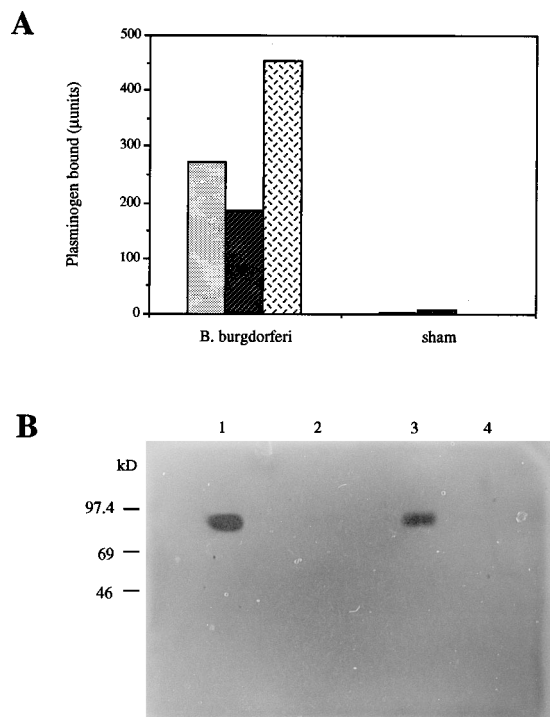 A
Plasminogen bound (μunits)
500
400
300
200
100
0
B. burgdorferi
sham
B
1 2 3 4
kD
97.4
69
46